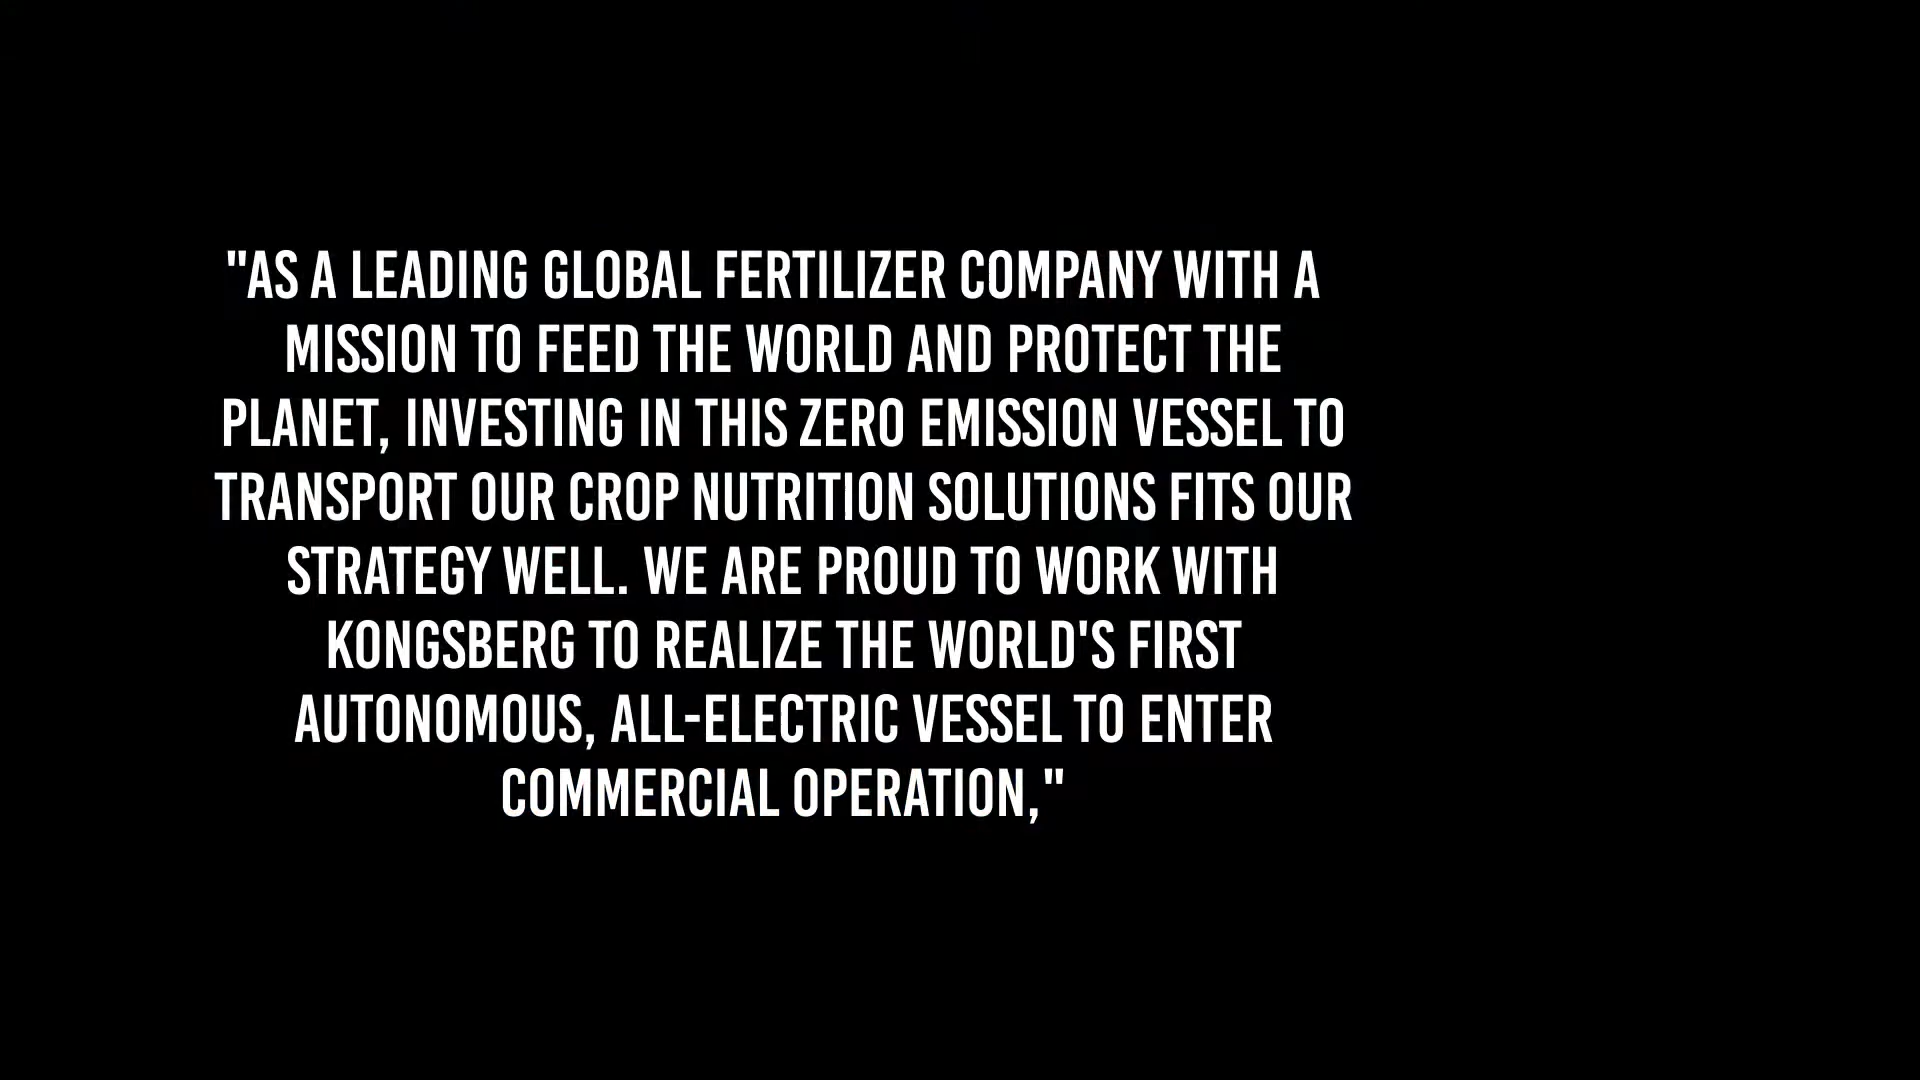 "AS A LEADING GLOBAL FERTILIZER COMPANY WITH A
MISSION TO FEED THE WORLD AND PROTECT THE
PLANET, INVESTING IN THIS ZERO EMISSION VESSEL TO
TRANSPORT OUR CROP NUTRITION SOLUTIONS FITS OUR
STRATEGY WELL. WE ARE PROUD TO WORK WITH
KONGSBERG TO REALIZE THE WORLD'S FIRST
AUTONOMOUS, ALL-ELECTRIC VESSEL TO ENTER
COMMERCIAL OPERATION,"